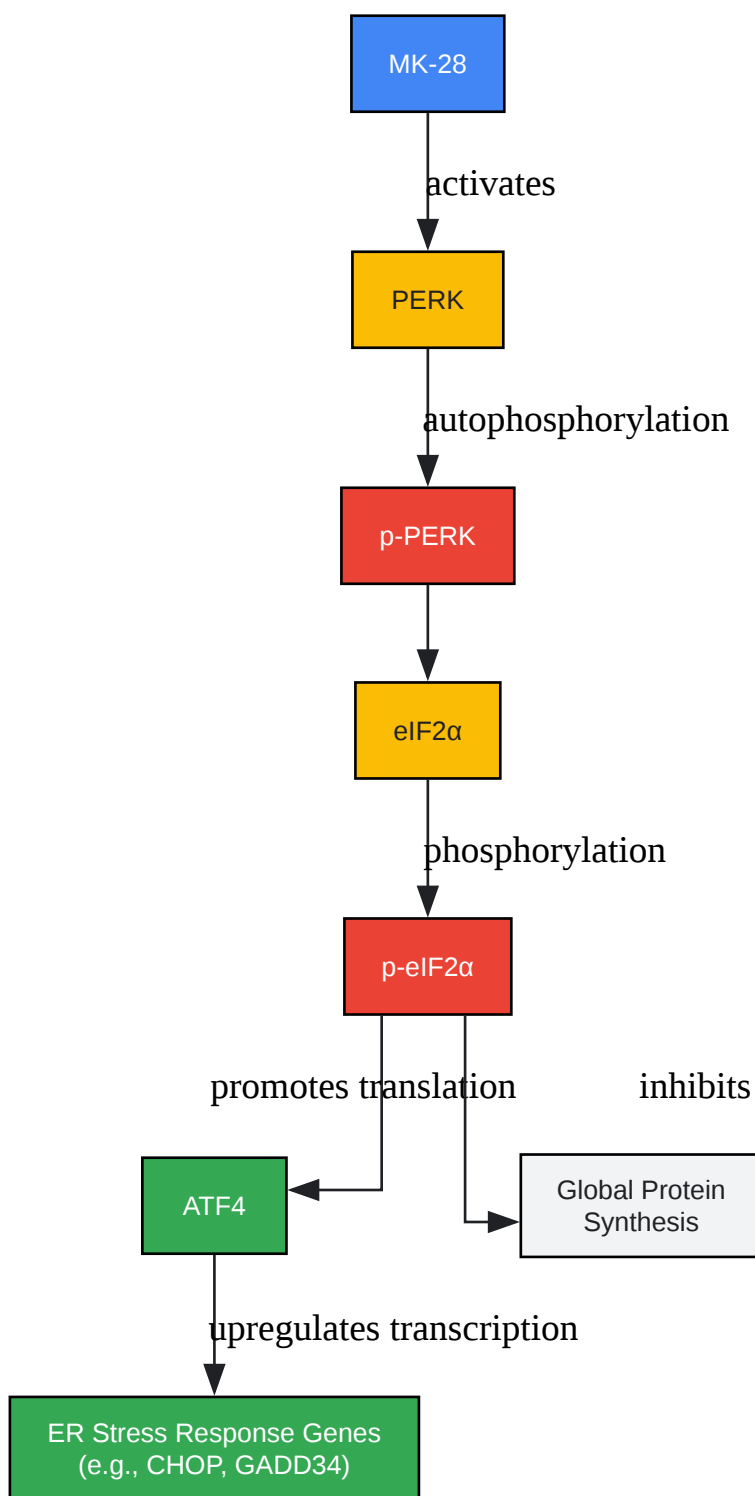 MK-28
activates
PERK
autophosphorylation
p-PERK
eIF2α
phosphorylation
p-eIF2α
promotes translation
inhibits
ATF4
Global Protein
Synthesis
upregulates transcription
ER Stress Response Genes
(e.g., CHOP, GADD34)